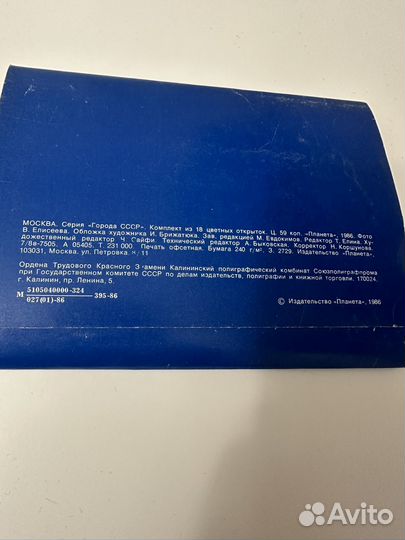 МОСКВА. Серия «Города СССР». Комплект из 18 цветных открыток. Ц. 59 коп. «Планета», 1986. Фото
В. Елисеева. Обложка художника И. Брижатюка. Зав. редакцией М. Евдокимов. Редактор Т. Елина. Ху-
дожественный редактор Ч. Сайфи. Технический редактор А. Быковская. Корректор Н. Коршунова.
7/8в-7505. А 05405. Т. 231 000. Печать офсетная. Бумага 240 г/м². З. 2729. Издательство «Планета»,
103031, Москва, ул. Петровка, 8/11
Ордена Трудового Красного Знамени Калининский полиграфический комбинат Союзполиграфпрома
при Государственном комитете СССР по делам издательств, полиграфии и книжной торговли, 170024,
г. Калинин, пр. Ленина, 5.
М 5105040000-324 395-86
027(01)-86
© Издательство «Планета», 1986
Avito